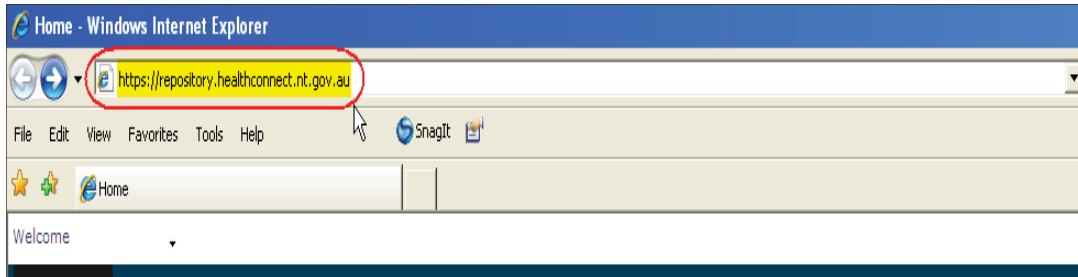 Home - Windows Internet Explorer
https://repository.healthconnect.nt.gov.au
File Edit View Favorites Tools Help SnagIt
Home
Welcome